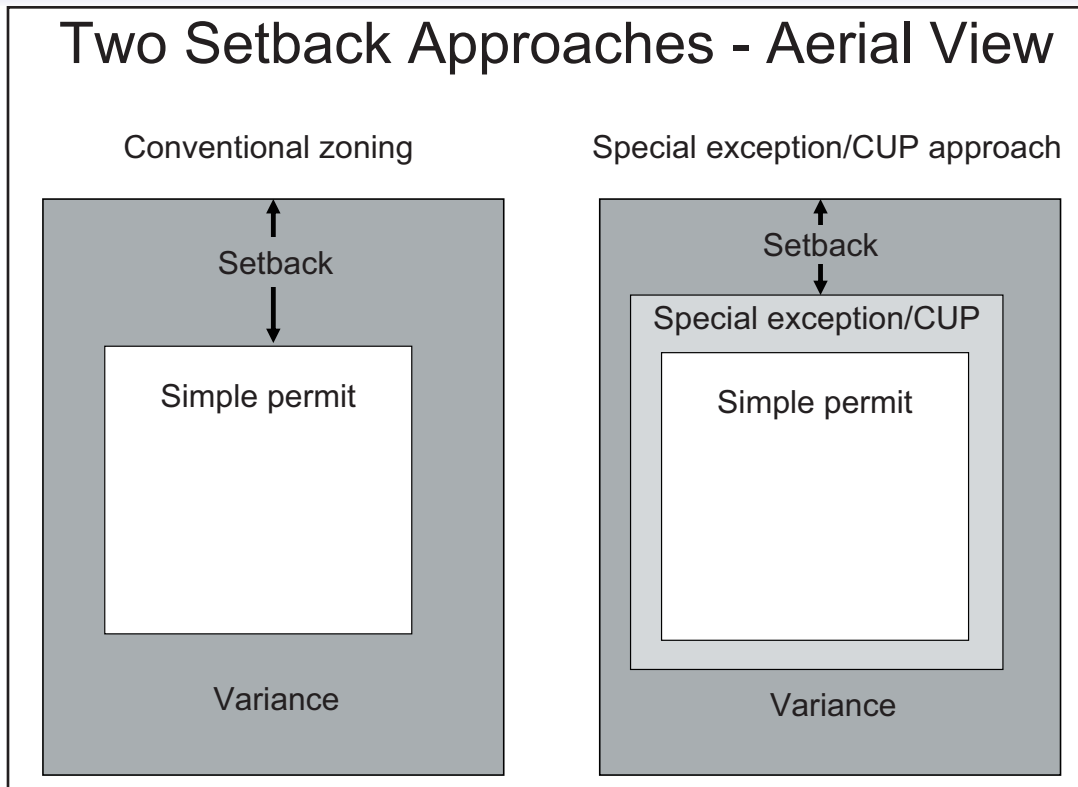 Two Setback Approaches - Aerial View
Conventional zoning
Setback
Simple permit
Variance
Special exception/CUP approach
Setback
Special exception/CUP
Simple permit
Variance